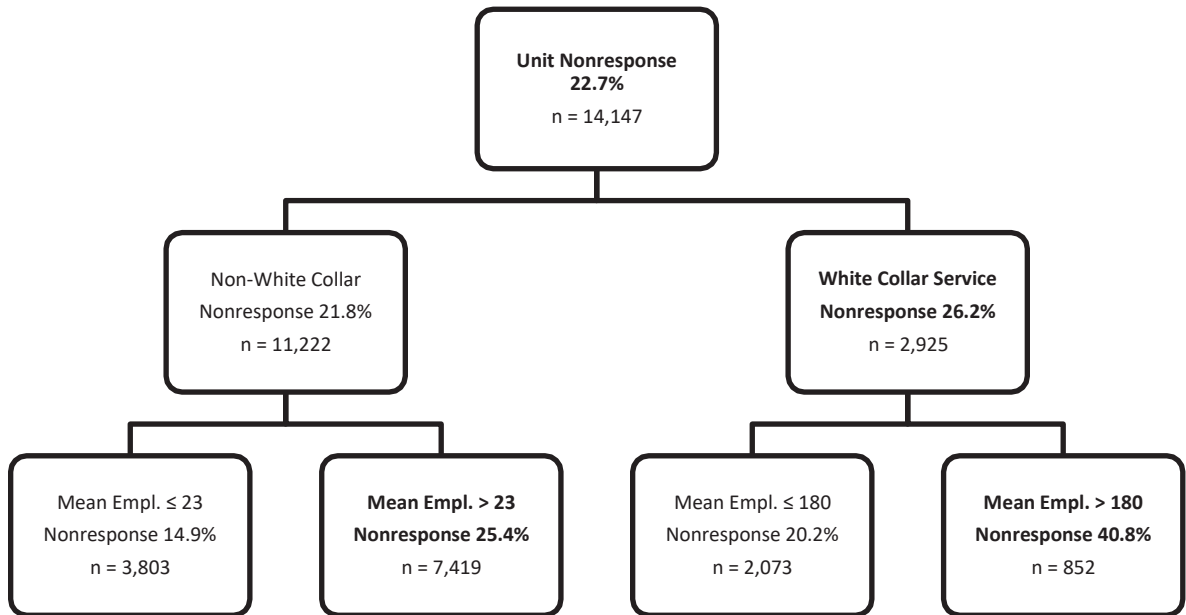 Unit Nonresponse
22.7%
n = 14,147
Non-White Collar
Nonresponse 21.8%
n = 11,222
White Collar Service
Nonresponse 26.2%
n = 2,925
Mean Empl. ≤ 23
Nonresponse 14.9%
n = 3,803
Mean Empl. > 23
Nonresponse 25.4%
n = 7,419
Mean Empl. ≤ 180
Nonresponse 20.2%
n = 2,073
Mean Empl. > 180
Nonresponse 40.8%
n = 852